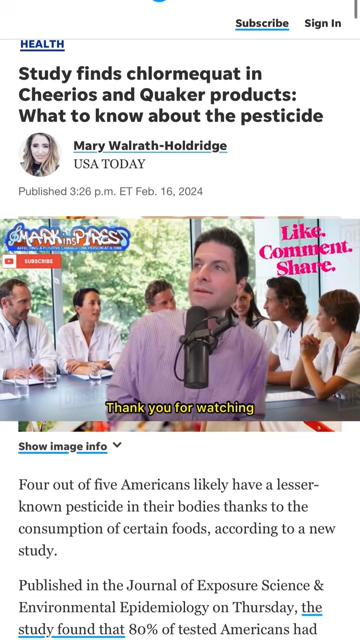 Subscribe Sign In
HEALTH
Study finds chlormequat in
Cheerios and Quaker products:
What to know about the pesticide
Mary Walrath-Holdridge
USA TODAY
Published 3:26 p.m. ET Feb. 16, 2024
SUBSCRIBE
Like.
Comment.
Share.
Thank you for watching
Show image info
Four out of five Americans likely have a lesser-
known pesticide in their bodies thanks to the
consumption of certain foods, according to a new
study.
Published in the Journal of Exposure Science &
Environmental Epidemiology on Thursday, the
study found that 80% of tested Americans had